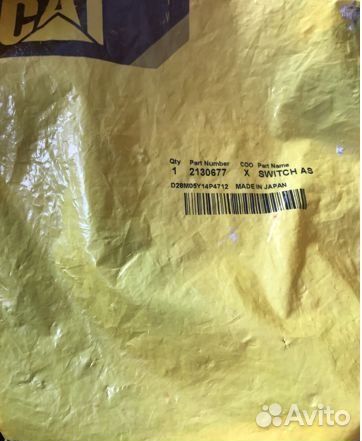 CAT
Qty Part Number COO Part Name
1 2130677 X SWITCH AS
D28M05Y14P4712 MADE IN JAPAN
Avito